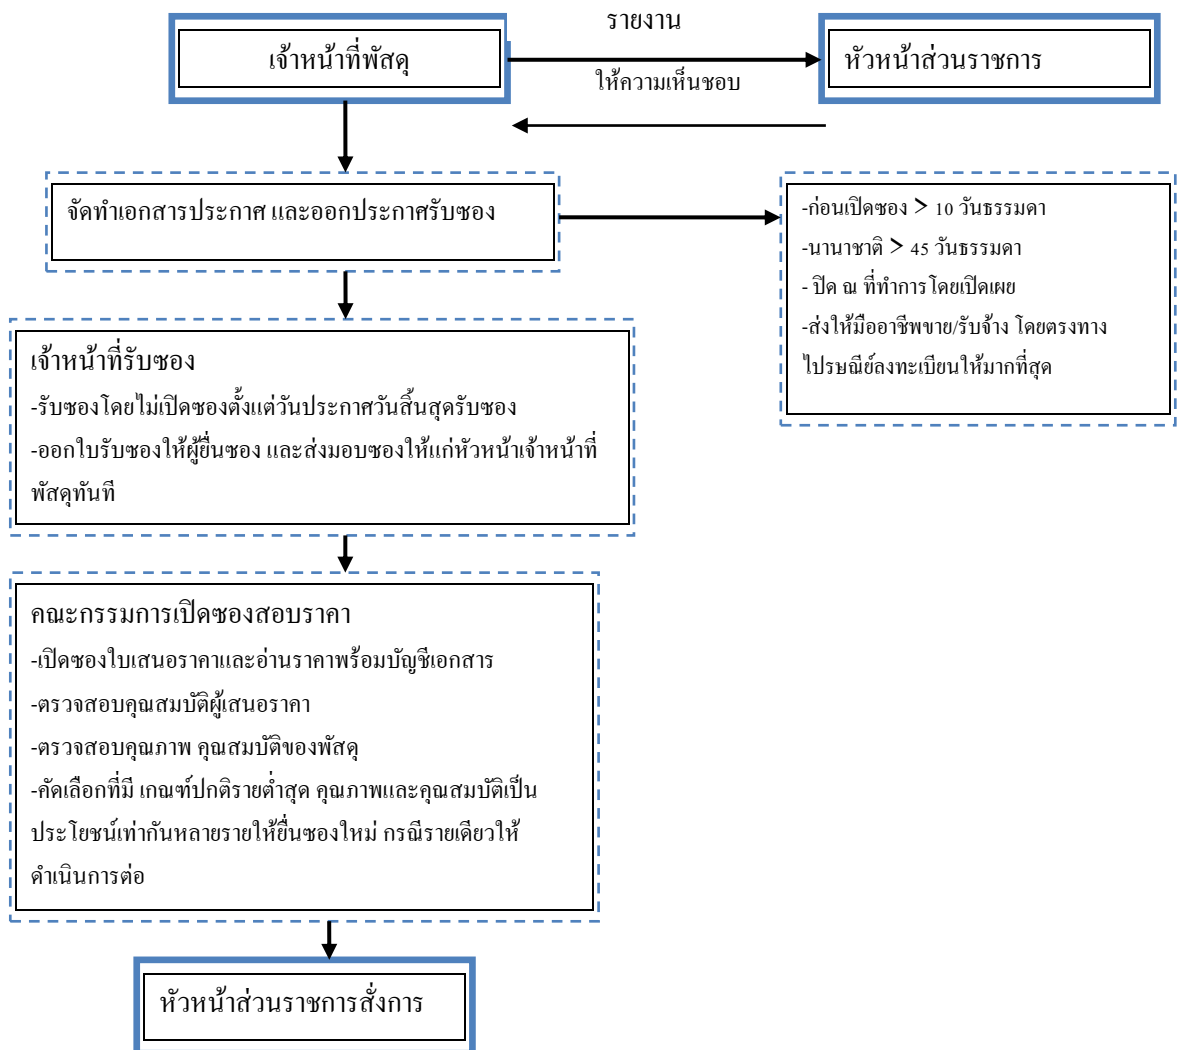 รายงาน
เจ้าหน้าที่พัสดุ
หัวหน้าส่วนราชการ
ให้ความเห็นชอบ
จัดทำเอกสารประกาศ และออกประกาศรับซอง
-ก่อนเปิดซอง > 10 วันธรรมดา
-นานาชาติ > 45 วันธรรมดา
- ปิด ณ ที่ทำการโดยเปิดเผย
-ส่งให้มืออาชีพขาย/รับจ้าง โดยตรงทาง
ไปรษณีย์ลงทะเบียนให้มากที่สุด
เจ้าหน้าที่รับซอง
-รับซองโดยไม่เปิดซองตั้งแต่วันประกาศวันสิ้นสุดรับซอง
-ออกใบรับซองให้ผู้ยื่นซอง และส่งมอบซองให้แก่หัวหน้าเจ้าหน้าที่
พัสดุทันที
คณะกรรมการเปิดซองสอบราคา
-เปิดซองใบเสนอราคาและอ่านราคาพร้อมบัญชีเอกสาร
-ตรวจสอบคุณสมบัติผู้เสนอราคา
-ตรวจสอบคุณภาพ คุณสมบัติของพัสดุ
-คัดเลือกที่มี เกณฑ์ปกติรายต่ำสุด คุณภาพและคุณสมบัติเป็น
ประโยชน์เท่ากันหลายรายให้ยื่นซองใหม่ กรณีรายเดียวให้
ดำเนินการต่อ
หัวหน้าส่วนราชการสั่งการ